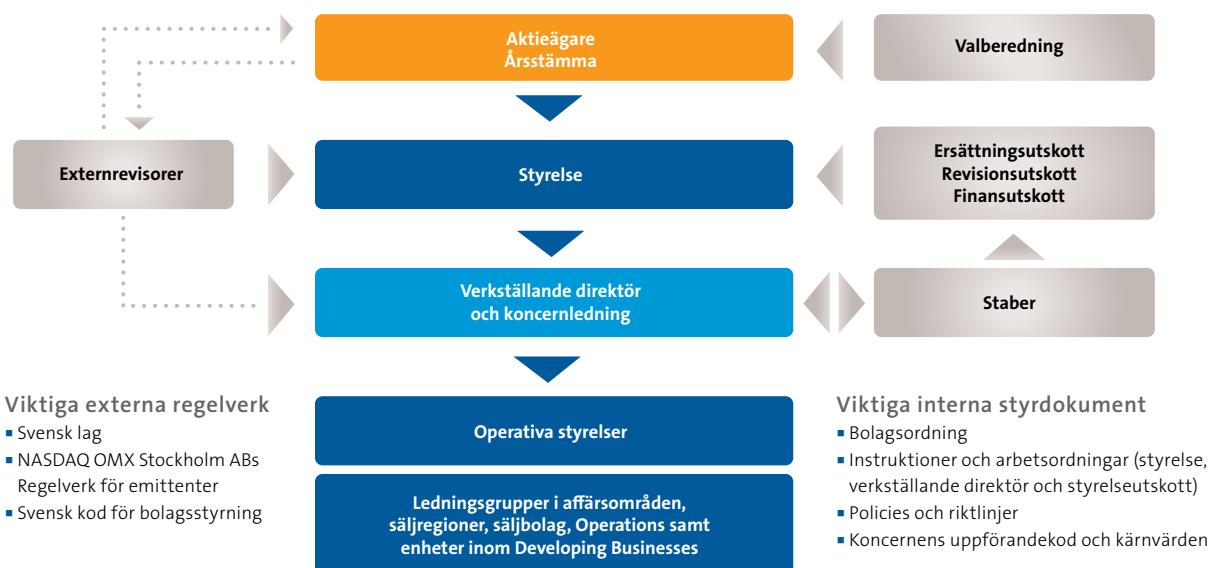 Aktieägare
Årsstämma
Valberedning
Externrevisorer
Styrelse
Ersättningsutskott
Revisionsutskott
Finansutskott
Verkställande direktör
och koncernledning
Staber
Viktiga externa regelverk
▪ Svensk lag
▪ NASDAQ OMX Stockholm ABs
Regelverk för emittenter
▪ Svensk kod för bolagsstyrning
Operativa styrelser
Ledningsgrupper i affärsområden,
säljregioner, säljbolag, Operations samt
enheter inom Developing Businesses
Viktiga interna styrdokument
▪ Bolagsordning
▪ Instruktioner och arbetsordningar (styrelse,
verkställande direktör och styrelseutskott)
▪ Policies och riktlinjer
▪ Koncernens uppförandekod och kärnvärden